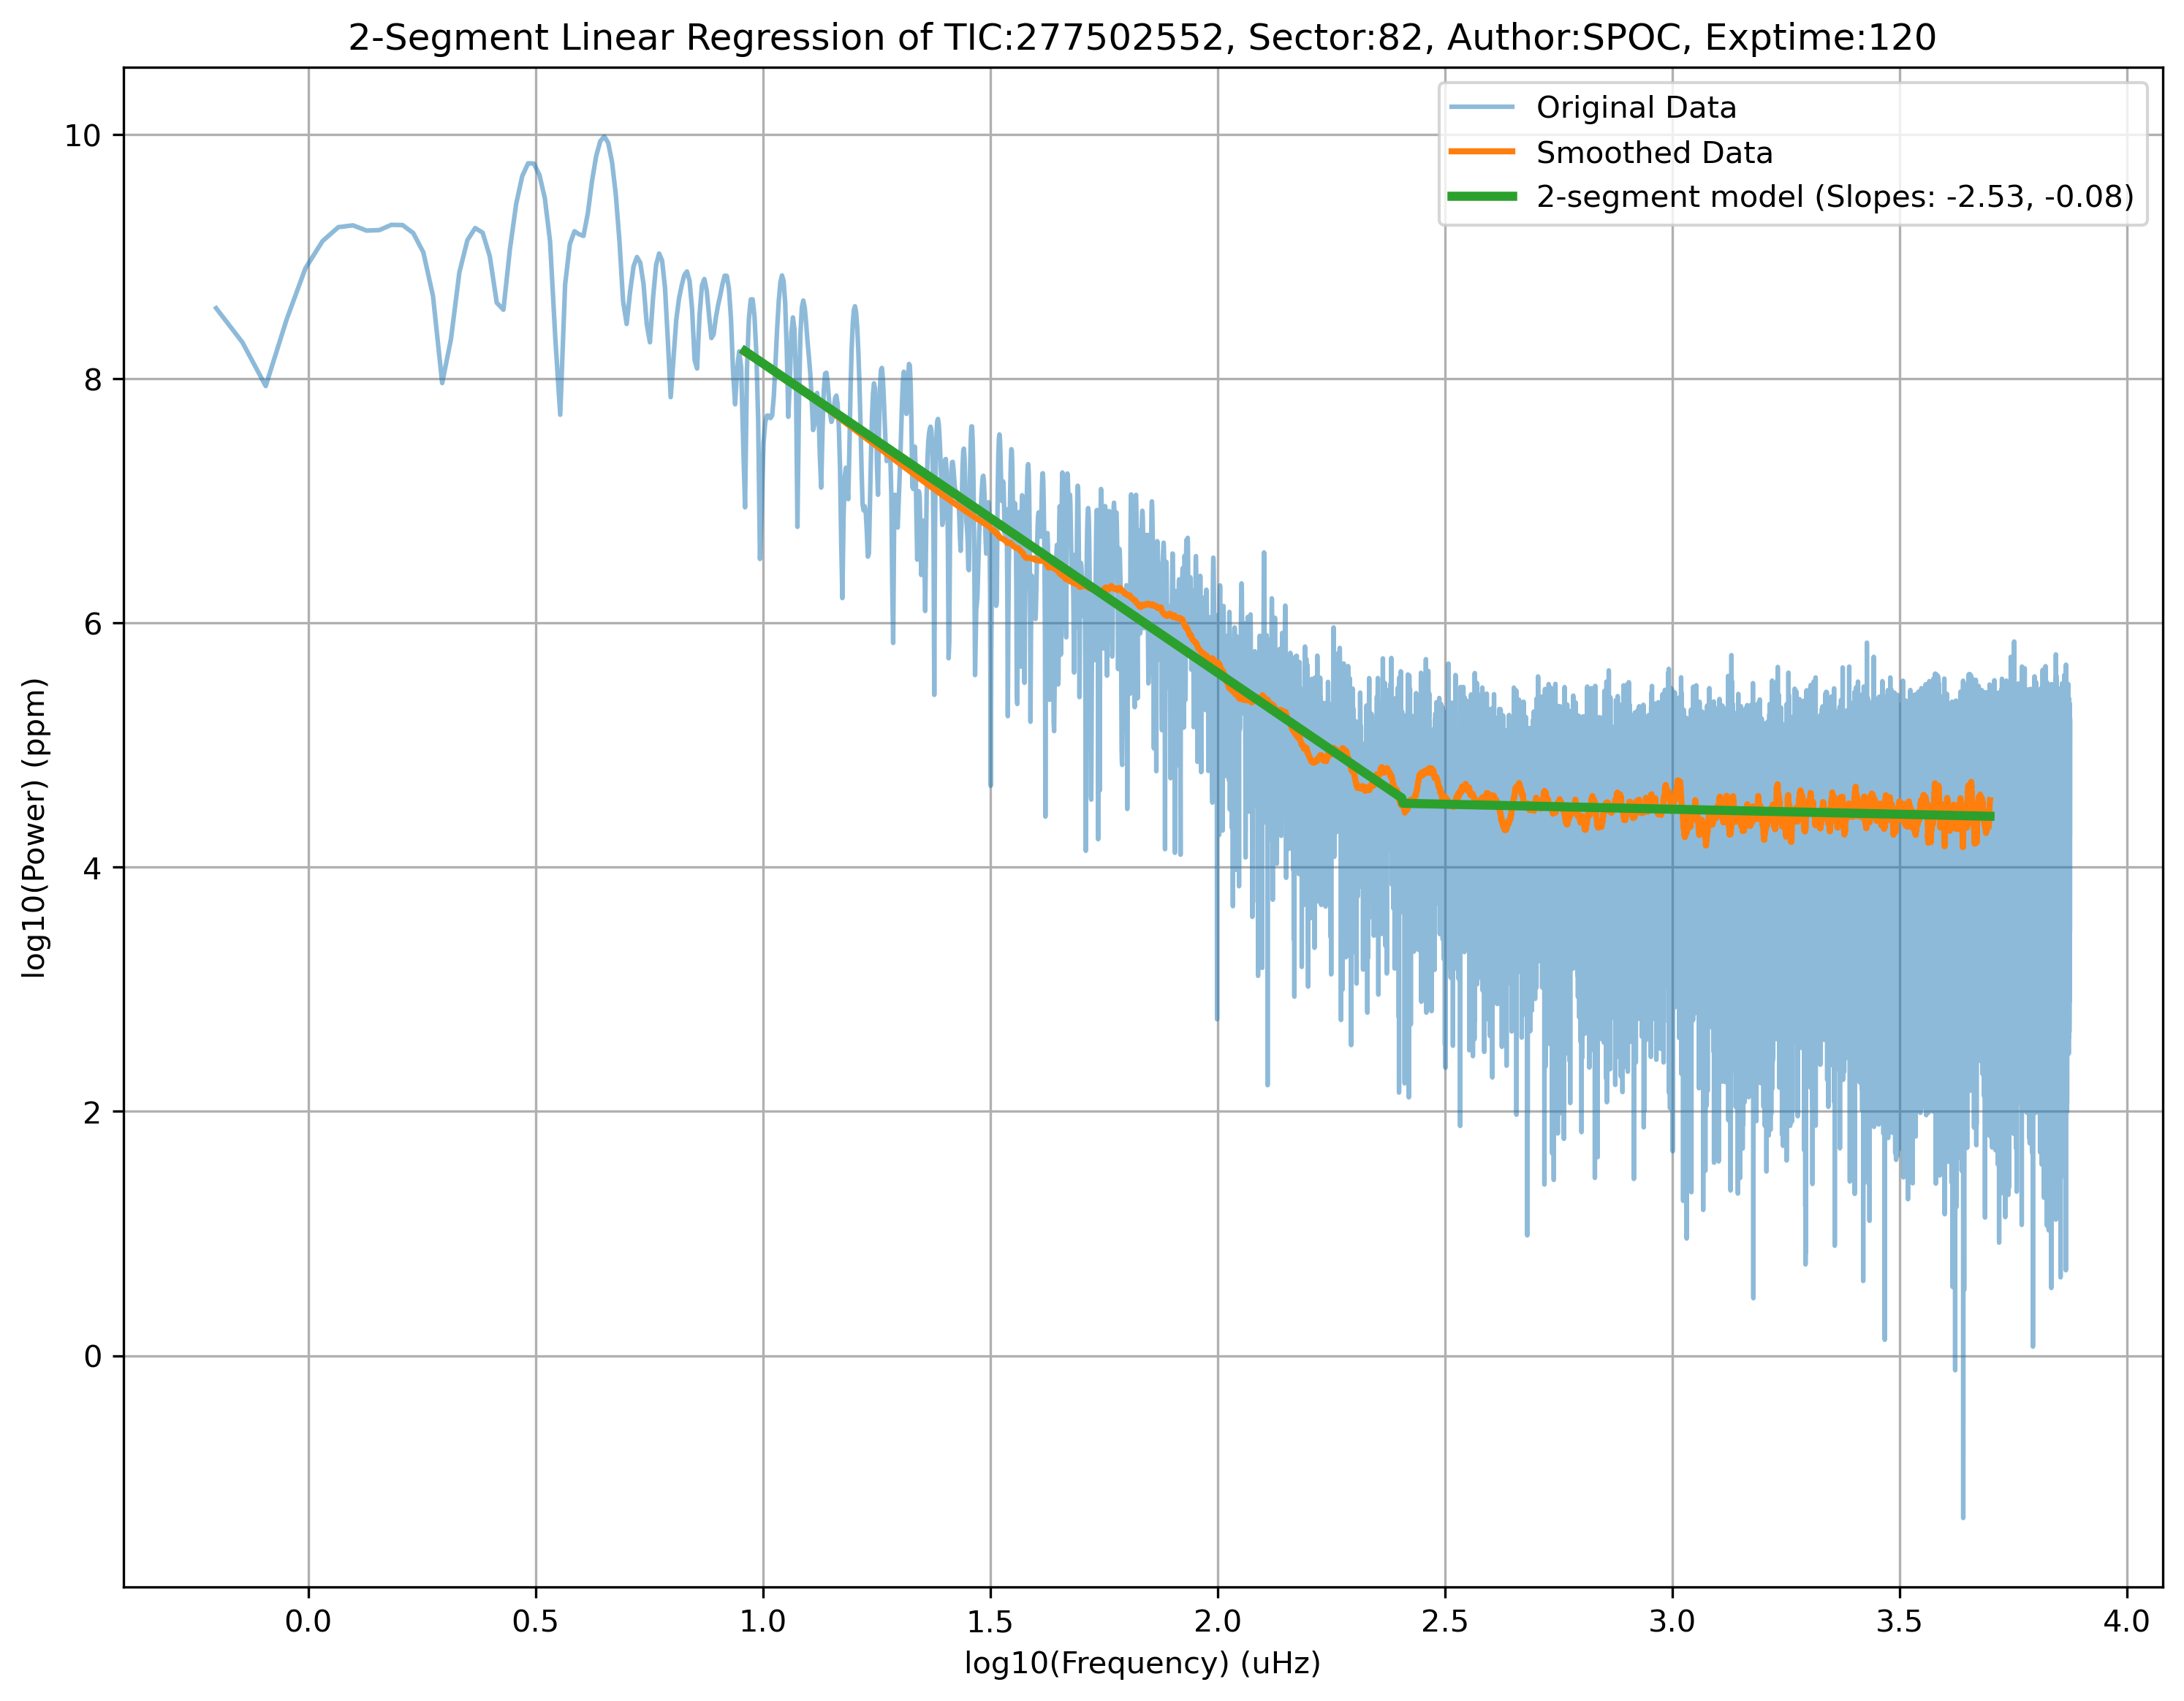 2-Segment Linear Regression of TIC:277502552, Sector:82, Author:SPOC, Exptime:120
Original Data
Smoothed Data
2-segment model (Slopes: -2.53, -0.08)
log10(Power) (ppm)
10
8
6
4
2
0
0.0 0.5 1.0 1.5 2.0 2.5 3.0 3.5 4.0
log10(Frequency) (uHz)